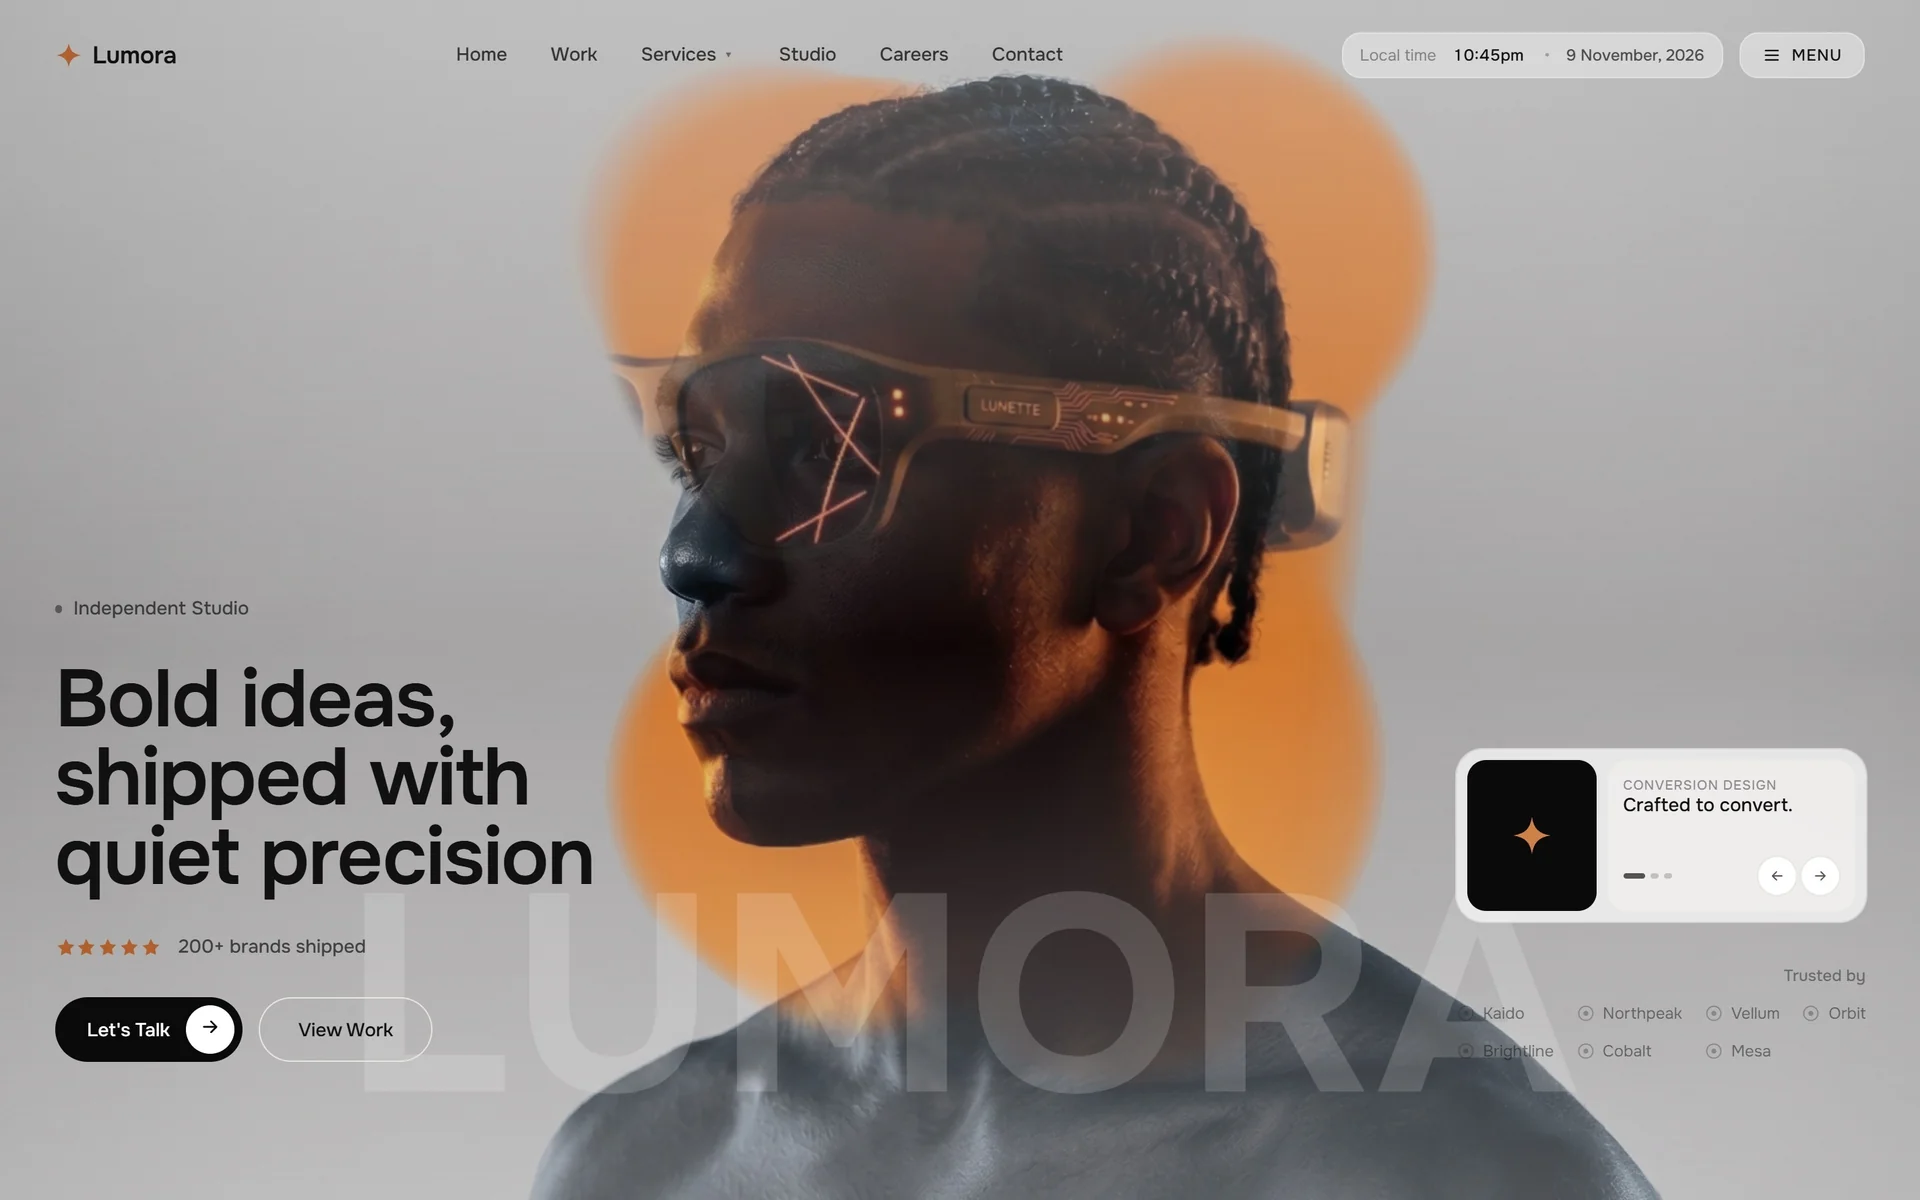 Lumora
Home Work Services Studio Careers Contact
Local time 10:45pm • 9 November, 2026
MENU
LUNETTE
Independent Studio
Bold ideas,
shipped with
quiet precision
200+ brands shipped
Let's Talk View Work
CONVERSION DESIGN
Crafted to convert.
Trusted by
Kaido Northpeak Vellum Orbit
Brightline Cobalt Mesa
LUMORA